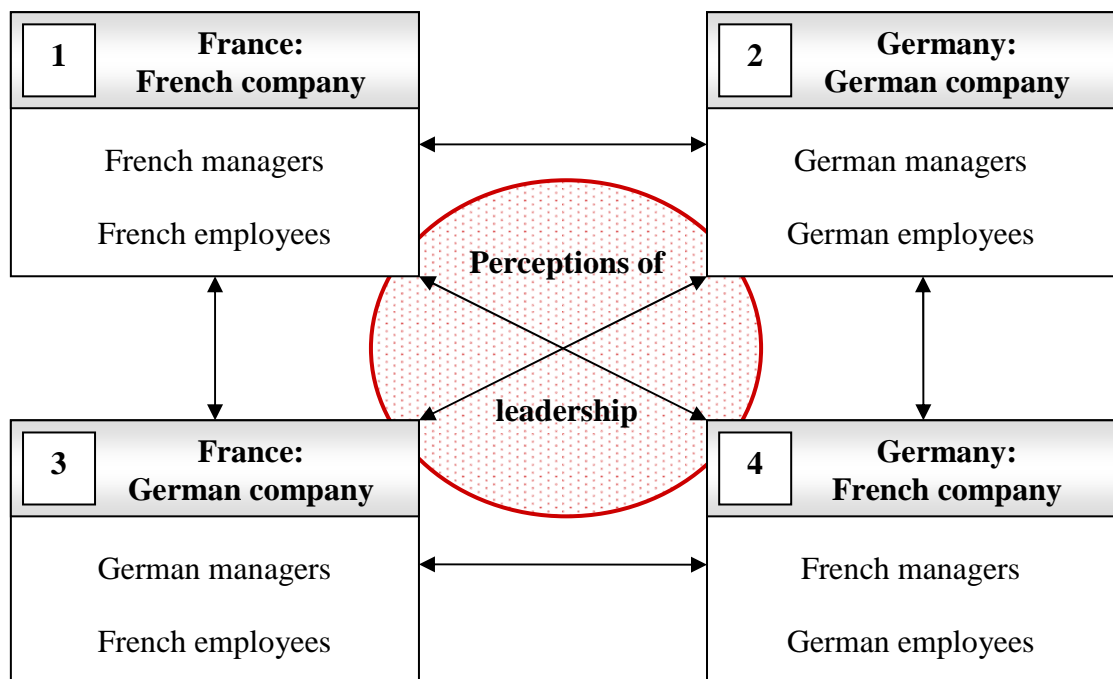 1
France:
French company
French managers
French employees
2
Germany:
German company
German managers
German employees
Perceptions of
leadership
3
France:
German company
German managers
French employees
4
Germany:
French company
French managers
German employees